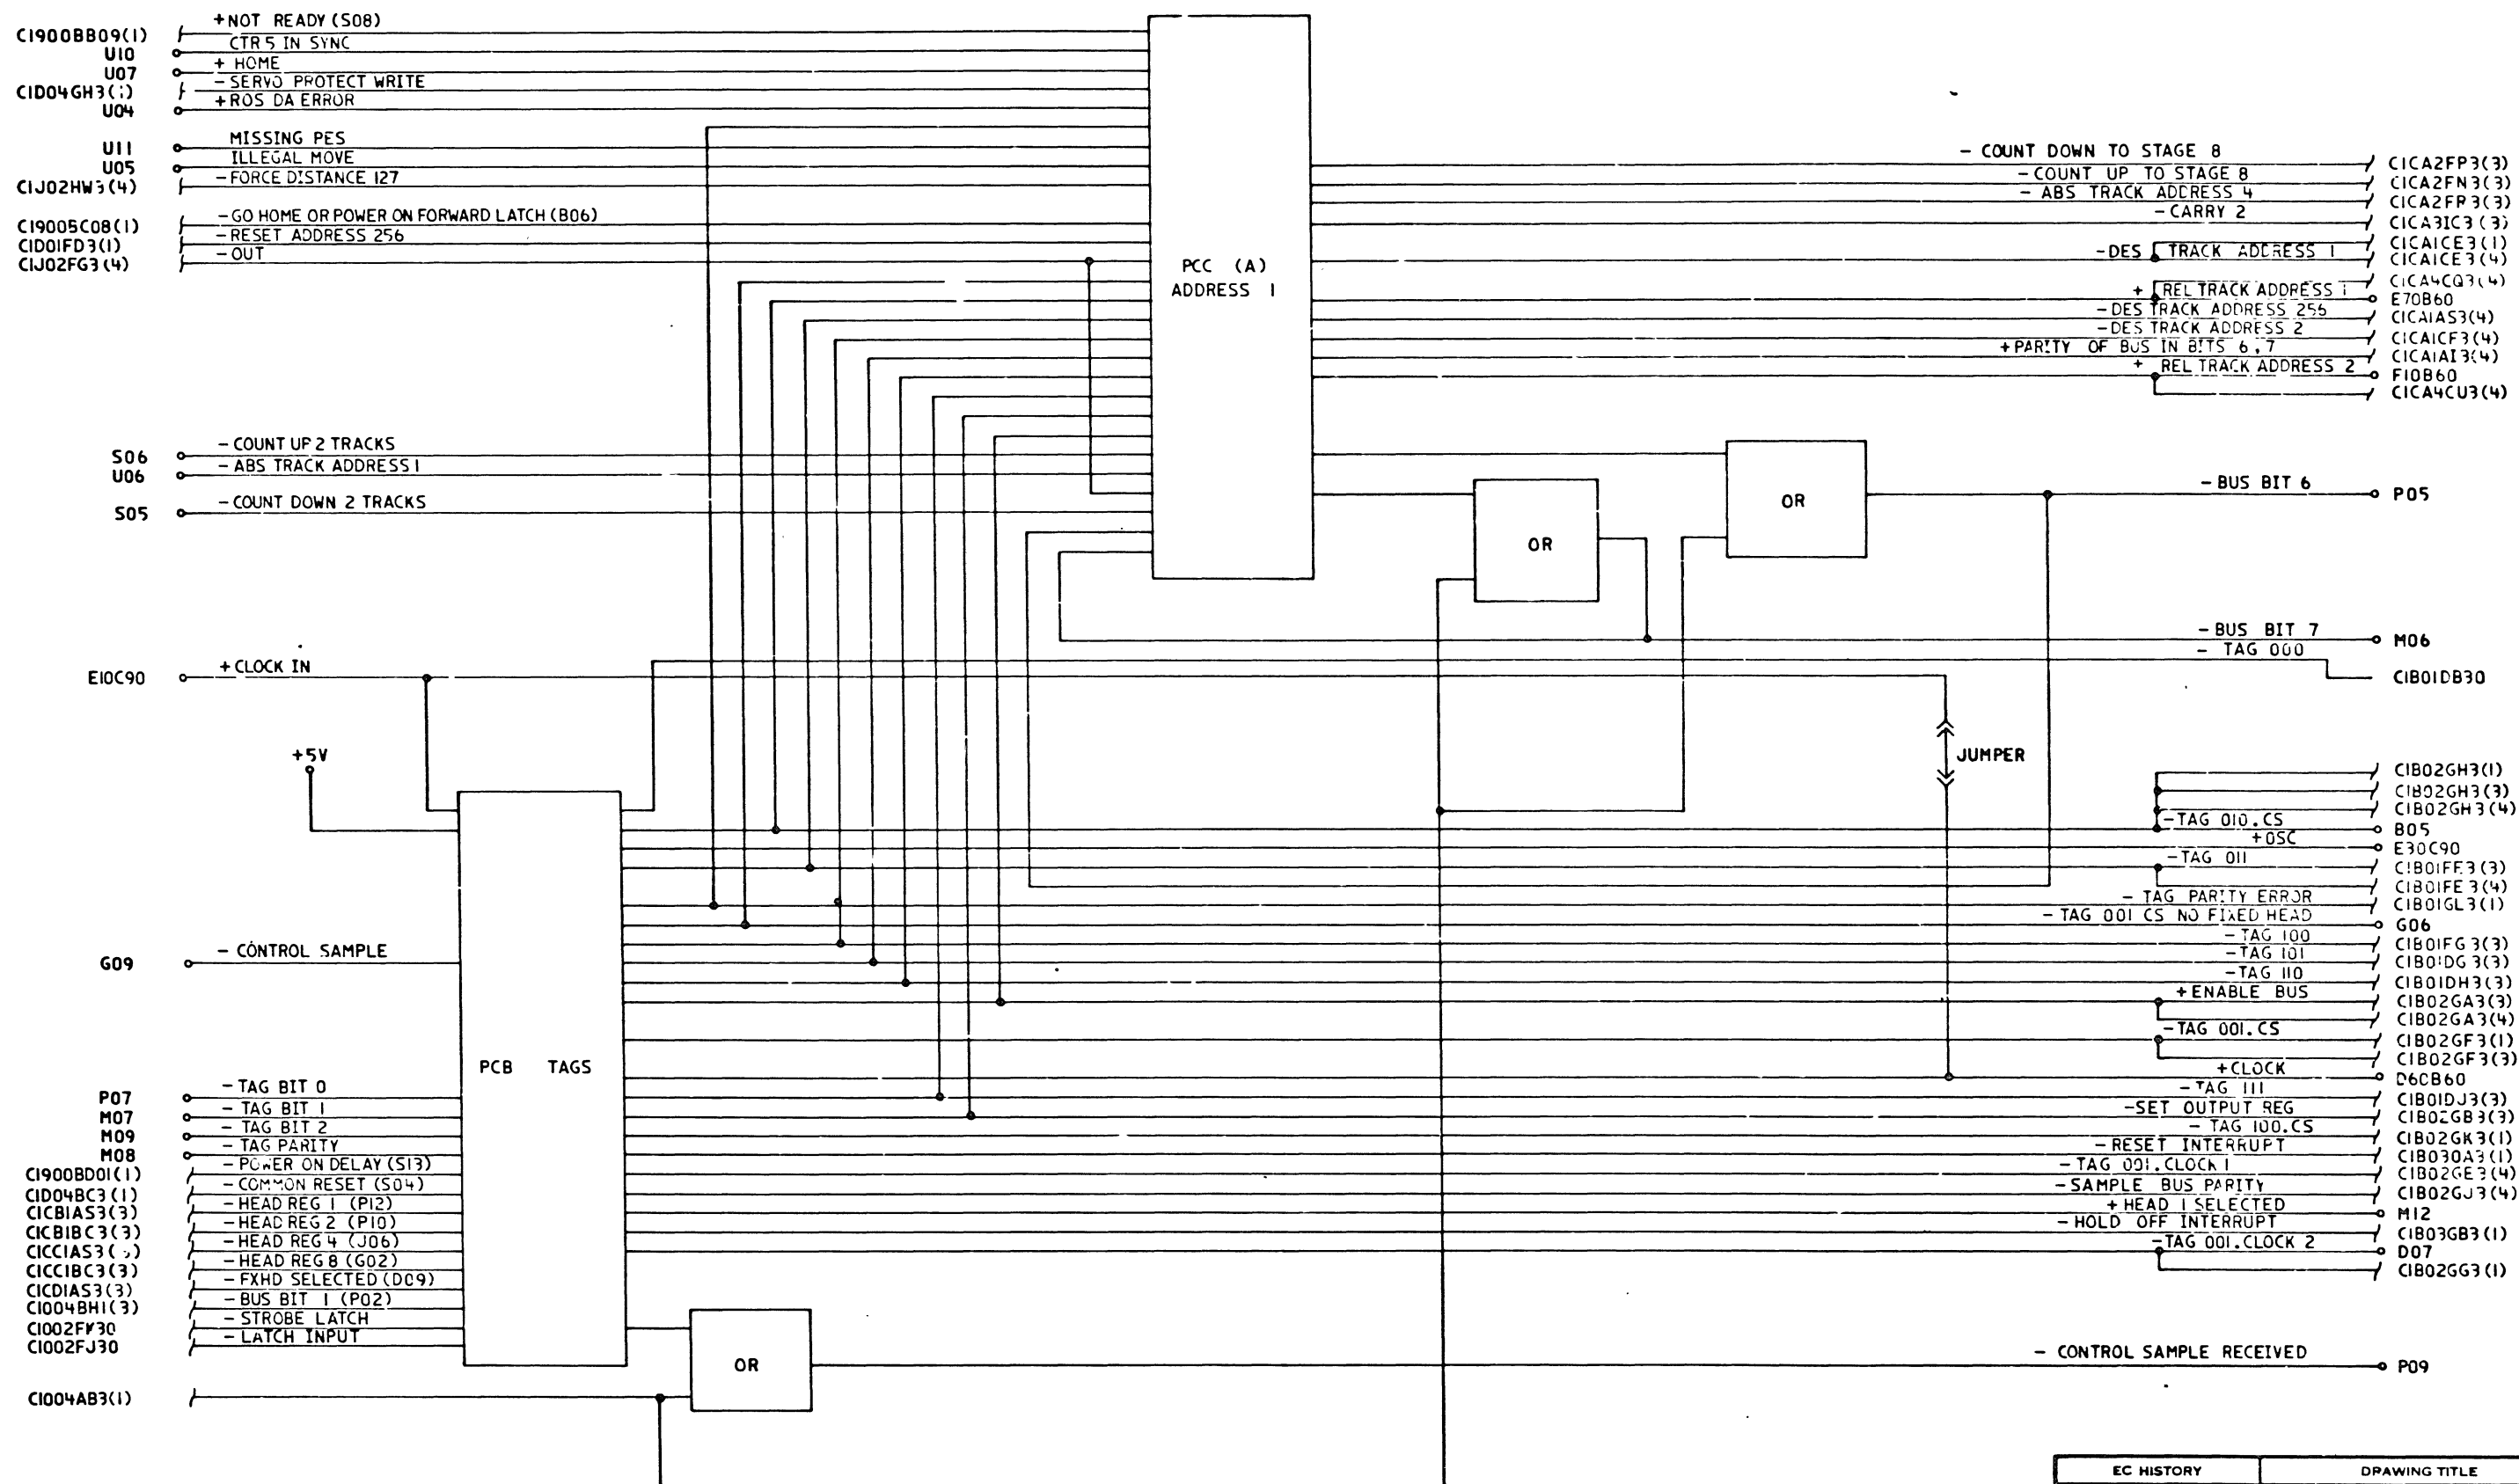 +NOT READY (S08)
C1900BB09(1)
CTR 5 IN SYNC
U10
+ HOME
U07
- SERVO PROTECT WRITE
+ROS DA ERROR
U04
MISSING PES
U11
ILLEGAL MOVE
U05
- FORCE DISTANCE 127
C1J02HW3(4)
- GO HOME OR POWER ON FORWARD LATCH (B06)
C19005C08(1)
- RESET ADDRESS 256
C1D01FD3(1)
- OUT
C1J02FG3(4)
PCC (A)
ADDRESS 1
- COUNT DOWN TO STAGE 8
C1CA2FP3(3)
- COUNT UP TO STAGE 8
C1CA2FN3(3)
- ABS TRACK ADDRESS 4
C1CA2FR3(3)
- CARRY 2
C1CA3IC3(3)
C1CA1CE3(1)
-DES TRACK ADDRESS 1
C1CA1CE3(4)
C1CA4CQ3(4)
+ REL TRACK ADDRESS 1
E70B60
-DES TRACK ADDRESS 256
C1CA1AS3(4)
-DES TRACK ADDRESS 2
C1CA1CF3(4)
+PARITY OF BUS IN BITS 6,7
C1CA1AI3(4)
+ REL TRACK ADDRESS 2
F10B60
C1CA4CU3(4)
- COUNT UP 2 TRACKS
S06
- ABS TRACK ADDRESS 1
U06
- COUNT DOWN 2 TRACKS
S05
OR
OR
- BUS BIT 6
P05
- BUS BIT 7
M06
- TAG 000
C1B01DB30
+CLOCK IN
E10C90
+5V
JUMPER
C1B02GH3(1)
C1B02GH3(3)
C1B02GH3(4)
-TAG 010.CS
B05
+OSC
E30C90
-TAG 011
C1B01FE3(3)
C1B01FE3(4)
- TAG PARITY ERROR
C1B01GL3(1)
- TAG 001 CS NO FIXED HEAD
G06
- TAG 100
C1B01FG3(3)
-TAG 101
C1B01DG3(3)
-TAG 110
C1B01DH3(3)
+ENABLE BUS
C1B02GA3(3)
C1B02GA3(4)
-TAG 001.CS
C1B02GF3(1)
C1B02GF3(3)
+CLOCK
D60B60
- TAG 111
C1B01DJ3(3)
-SET OUTPUT REG
C1B02GB3(3)
- TAG 100.CS
C1B02GK3(1)
- RESET INTERRUPT
C1B030A3(1)
- TAG 001.CLOCK 1
C1B02GE3(4)
-SAMPLE BUS PARITY
C1B02GJ3(4)
+ HEAD 1 SELECTED
M12
- HOLD OFF INTERRUPT
C1B03GB3(1)
-TAG 001.CLOCK 2
D07
C1B02GG3(1)
- CONTROL SAMPLE
G09
PCB TAGS
- TAG BIT 0
P07
- TAG BIT 1
M07
- TAG BIT 2
M09
- TAG PARITY
M08
- POWER ON DELAY (S13)
C1900BD01(1)
- COMMON RESET (S04)
C1D04BC3(1)
- HEAD REG 1 (P12)
C1CB1AS3(3)
- HEAD REG 2 (P10)
C1CB1BC3(3)
- HEAD REG 4 (J06)
- HEAD REG 8 (G02)
C1CC1BC3(3)
- FXHD SELECTED (D09)
C1CD1AS3(3)
- BUS BIT 1 (P02)
C1004BH1(3)
- STROBE LATCH
- LATCH INPUT
C1002FJ30
OR
- CONTROL SAMPLE RECEIVED
P09
C1004AB3(1)
EC HISTORY
DRAWING TITLE